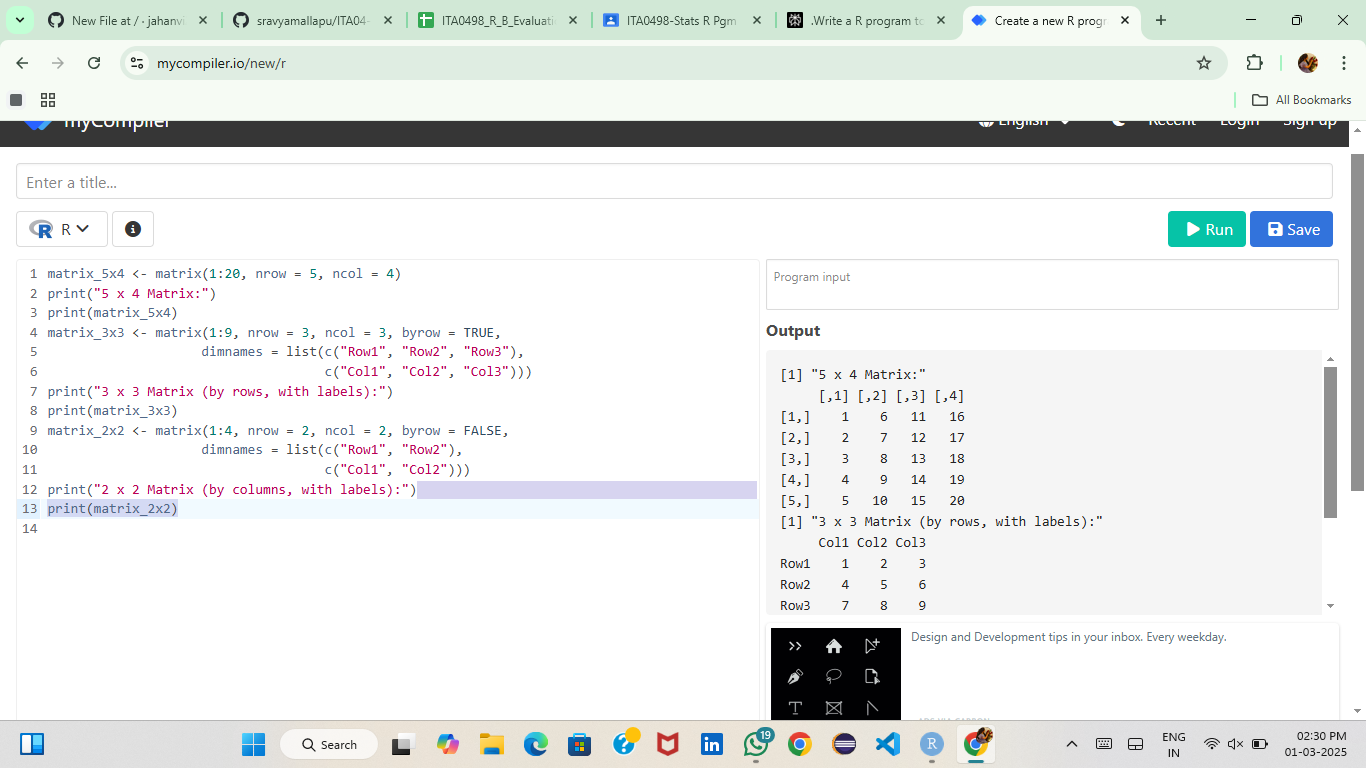 New File at / · jahanvi
sravyamallapu/ITA04-
ITA0498_R_B_Evaluati
ITA0498-Stats R Pgm
.Write a R program to
Create a new R progr
mycompiler.io/new/r
All Bookmarks
myCompiler
English
Recent
Login
Sign up
Enter a title...
R
Run
Save
1 matrix_5x4 <- matrix(1:20, nrow = 5, ncol = 4)
2 print("5 x 4 Matrix:")
3 print(matrix_5x4)
4 matrix_3x3 <- matrix(1:9, nrow = 3, ncol = 3, byrow = TRUE,
5                     dimnames = list(c("Row1", "Row2", "Row3"),
6                                     c("Col1", "Col2", "Col3")))
7 print("3 x 3 Matrix (by rows, with labels):")
8 print(matrix_3x3)
9 matrix_2x2 <- matrix(1:4, nrow = 2, ncol = 2, byrow = FALSE,
10                     dimnames = list(c("Row1", "Row2"),
11                                     c("Col1", "Col2")))
12 print("2 x 2 Matrix (by columns, with labels):")
13 print(matrix_2x2)
14
Program input
Output
[1] "5 x 4 Matrix:"
     [,1] [,2] [,3] [,4]
[1,]    1    6   11   16
[2,]    2    7   12   17
[3,]    3    8   13   18
[4,]    4    9   14   19
[5,]    5   10   15   20
[1] "3 x 3 Matrix (by rows, with labels):"
     Col1 Col2 Col3
Row1    1    2    3
Row2    4    5    6
Row3    7    8    9
Design and Development tips in your inbox. Every weekday.
ADS VIA CARBON
Search
19
ENG
IN
02:30 PM
01-03-2025